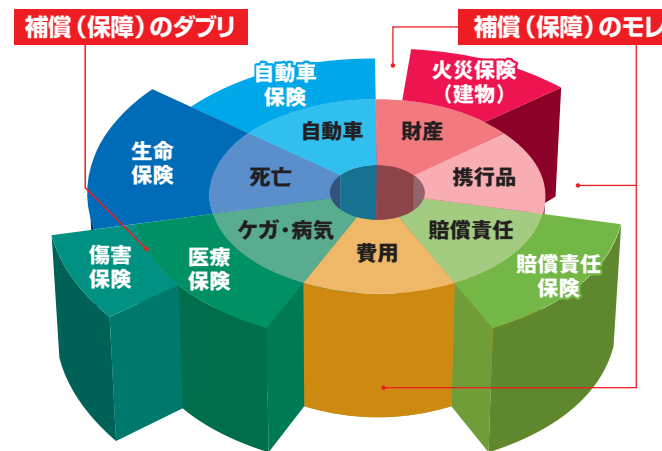 補償(保障)のダブリ
補償(保障)のモレ
自動車
保険
火災保険
(建物)
自動車
財産
生命
保険
死亡
携行品
ケガ・病気
賠償責任
費用
傷害
保険
医療
保険
賠償責任
保険